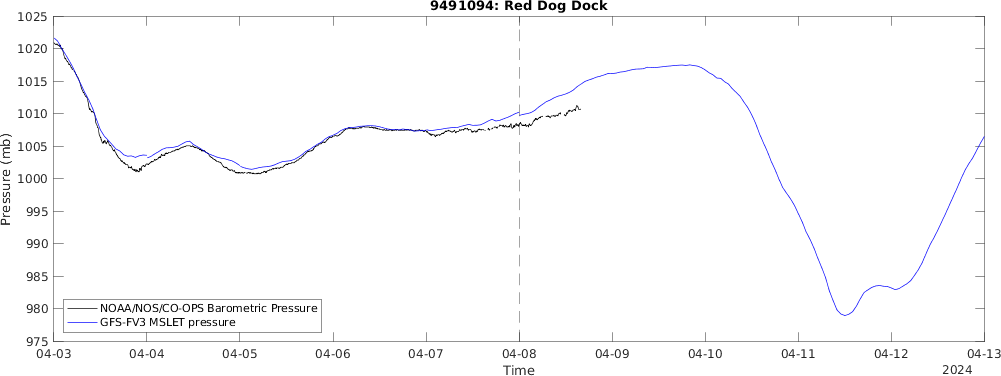 9491094: Red Dog Dock
Pressure (mb)
1025
1020
1015
1010
1005
1000
995
990
985
980
975
NOAA/NOS/CO-OPS Barometric Pressure
GFS-FV3 MSLET pressure
04-03 04-04 04-05 04-06 04-07 04-08 04-09 04-10 04-11 04-12 04-13
Time
2024